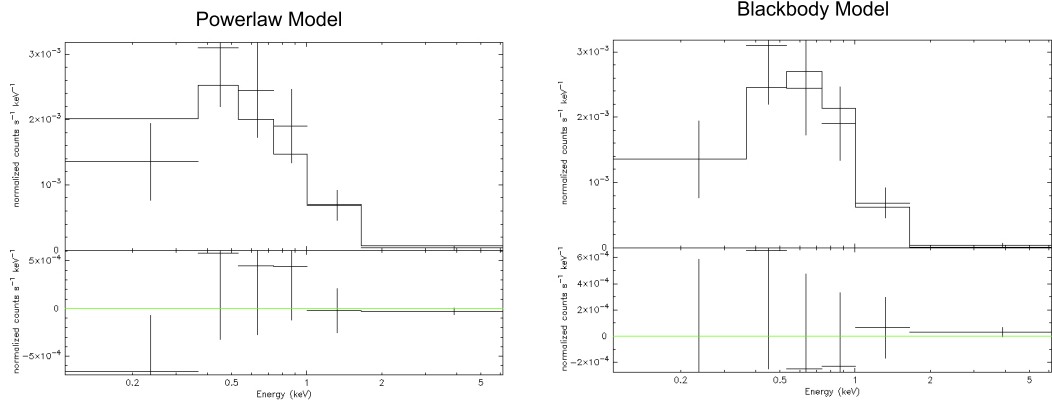 Powerlaw Model
Blackbody Model
3×10⁻³
2×10⁻³
10⁻³
0
normalized counts s⁻¹ keV⁻¹
5×10⁻⁴
0
−5×10⁻⁴
normalized counts s⁻¹ keV⁻¹
0.2 0.5 1 2 5
Energy (keV)
3×10⁻³
2×10⁻³
10⁻³
0
normalized counts s⁻¹ keV⁻¹
6×10⁻⁴
4×10⁻⁴
2×10⁻⁴
0
−2×10⁻⁴
normalized counts s⁻¹ keV⁻¹
0.2 0.5 1 2 5
Energy (keV)